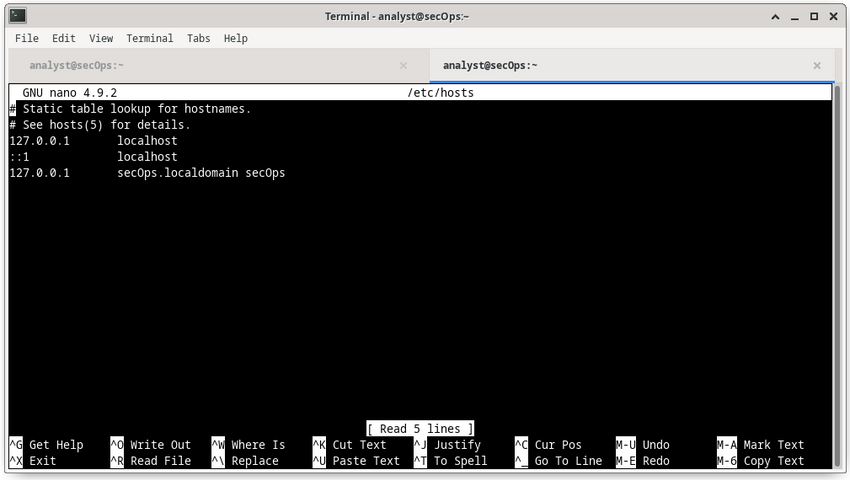 Terminal - analyst@secOps:~
File Edit View Terminal Tabs Help
analyst@secOps:~ analyst@secOps:~
GNU nano 4.9.2 /etc/hosts
# Static table lookup for hostnames.
# See hosts(5) for details.
127.0.0.1 localhost
::1 localhost
127.0.0.1 secOps.localdomain secOps
[ Read 5 lines ]
^G Get Help ^O Write Out ^W Where Is ^K Cut Text ^J Justify ^C Cur Pos M-U Undo M-A Mark Text
^X Exit ^R Read File ^\ Replace ^U Paste Text ^T To Spell ^_ Go To Line M-E Redo M-6 Copy Text